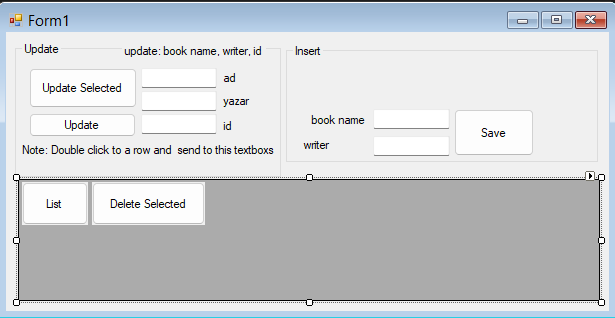 Form1
Update
update: book name, writer, id
Update Selected
ad
yazar
Update
id
Note: Double click to a row and send to this textboxs
Insert
book name
writer
Save
List
Delete Selected